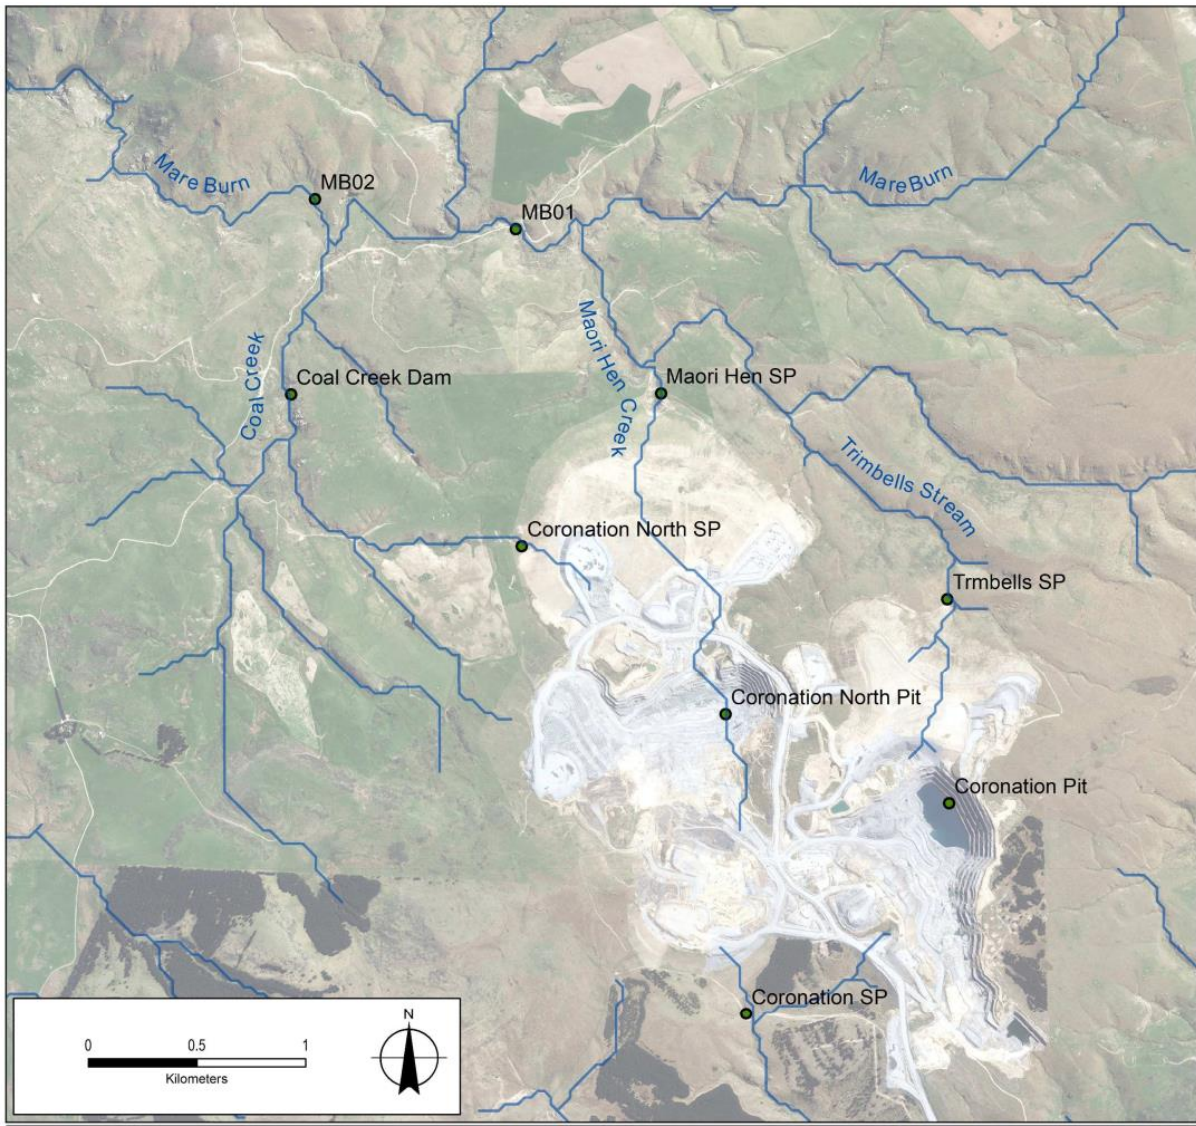 Mare Burn
MB02
MB01
Mare Burn
Maori Hen Creek
Coal Creek
Coal Creek Dam
Maori Hen SP
Trimbells Stream
Coronation North SP
Trmbells SP
Coronation North Pit
Coronation Pit
Coronation SP
0
0.5
1
Kilometers
N